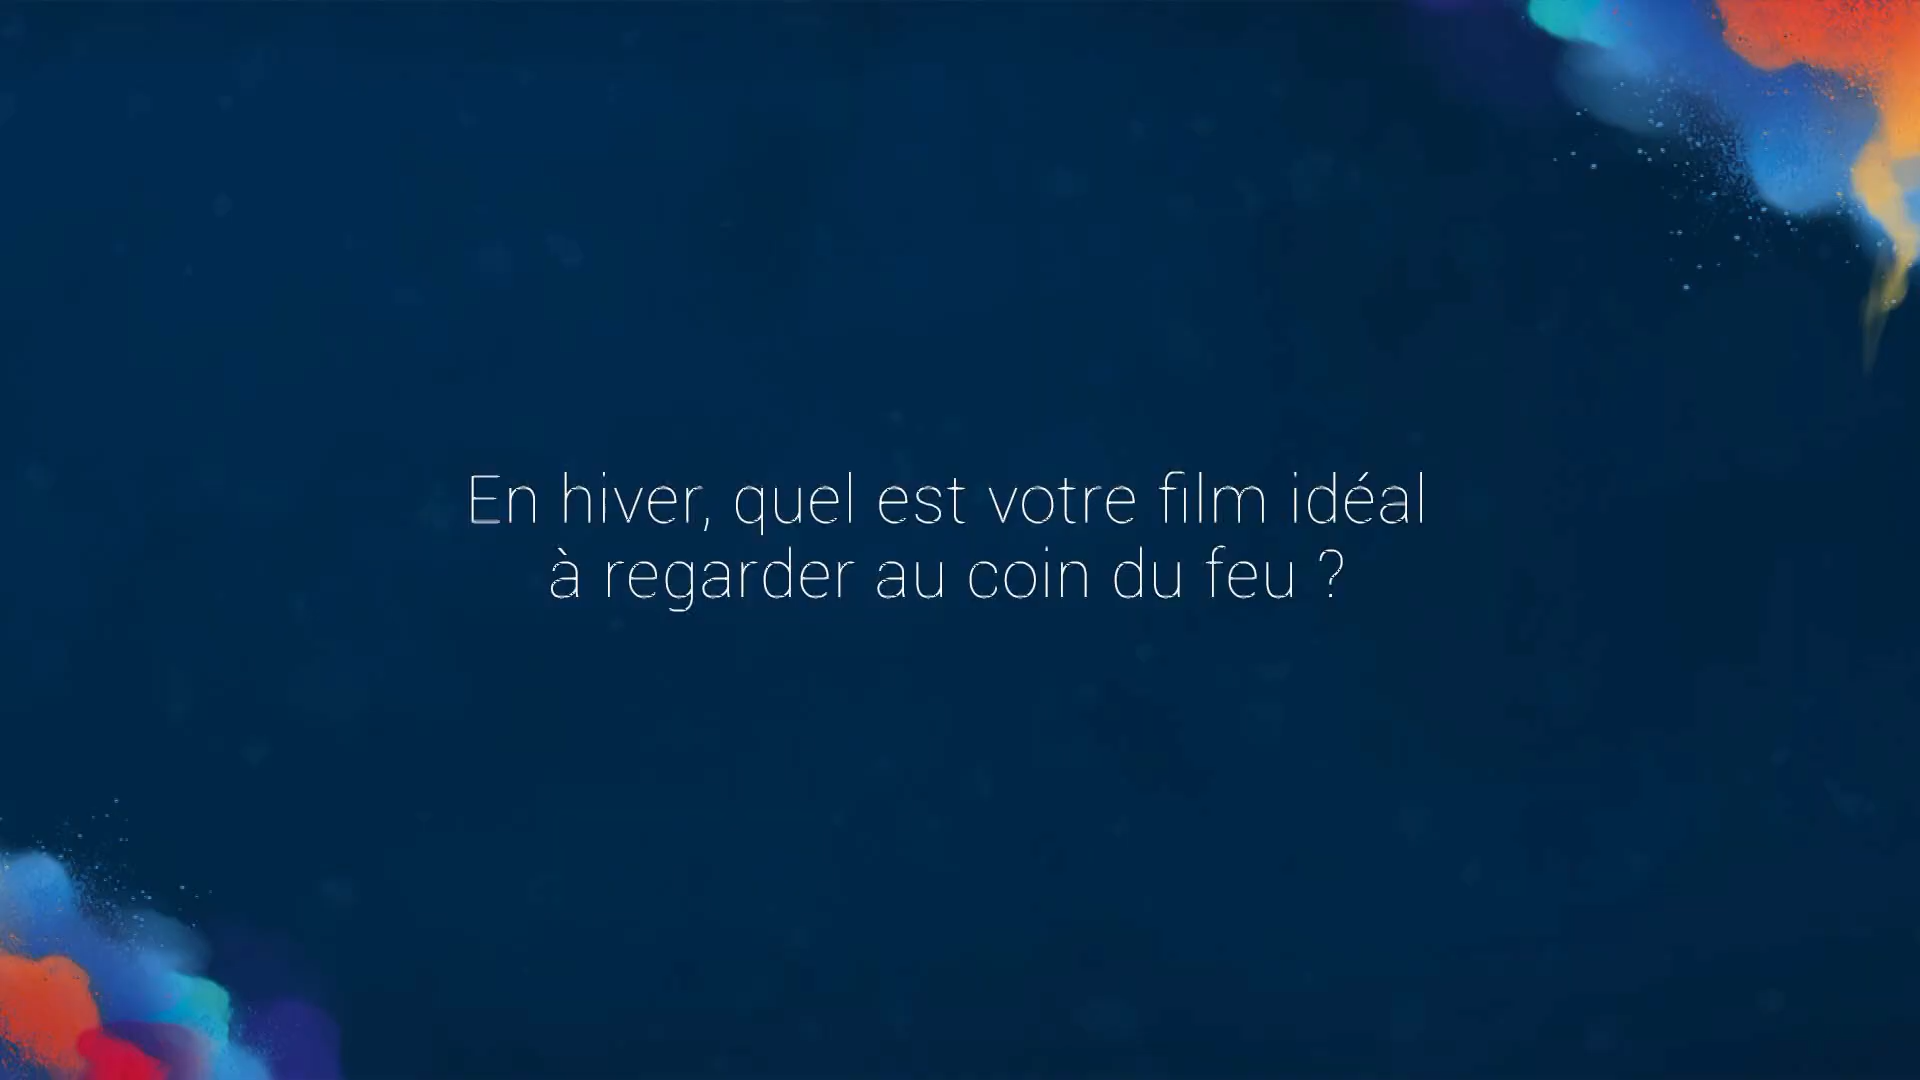 En hiver, quel est votre film idéal
à regarder au coin du feu ?